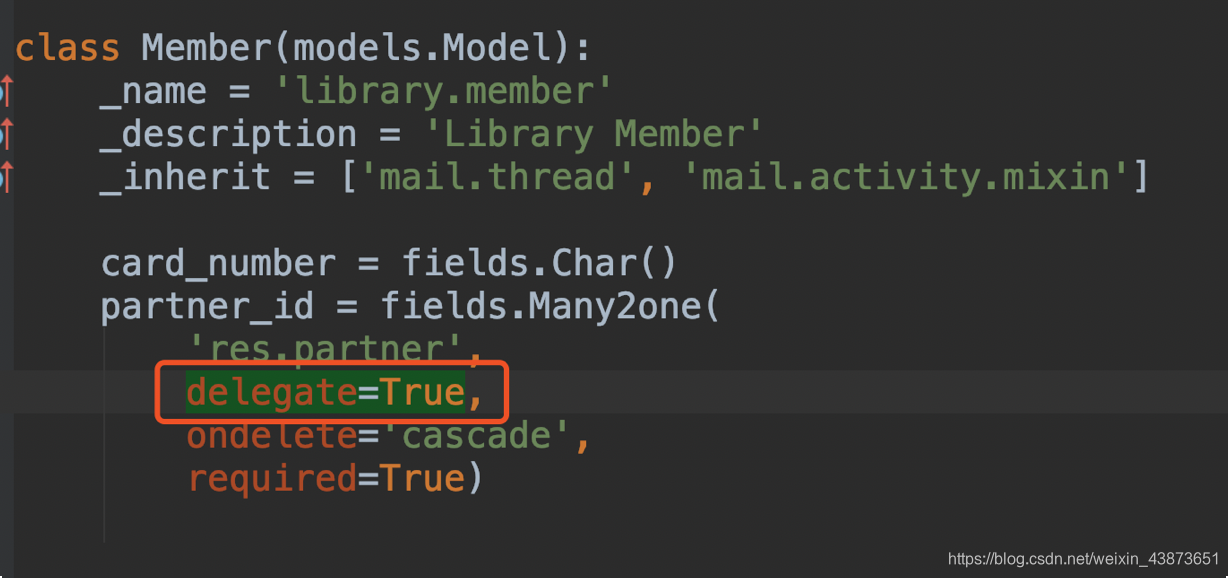 class Member(models.Model):
    _name = 'library.member'
    _description = 'Library Member'
    _inherit = ['mail.thread', 'mail.activity.mixin']
    card_number = fields.Char()
    partner_id = fields.Many2one(
        'res.partner',
        delegate=True,
        ondelete='cascade',
        required=True)
https://blog.csdn.net/weixin_43873651